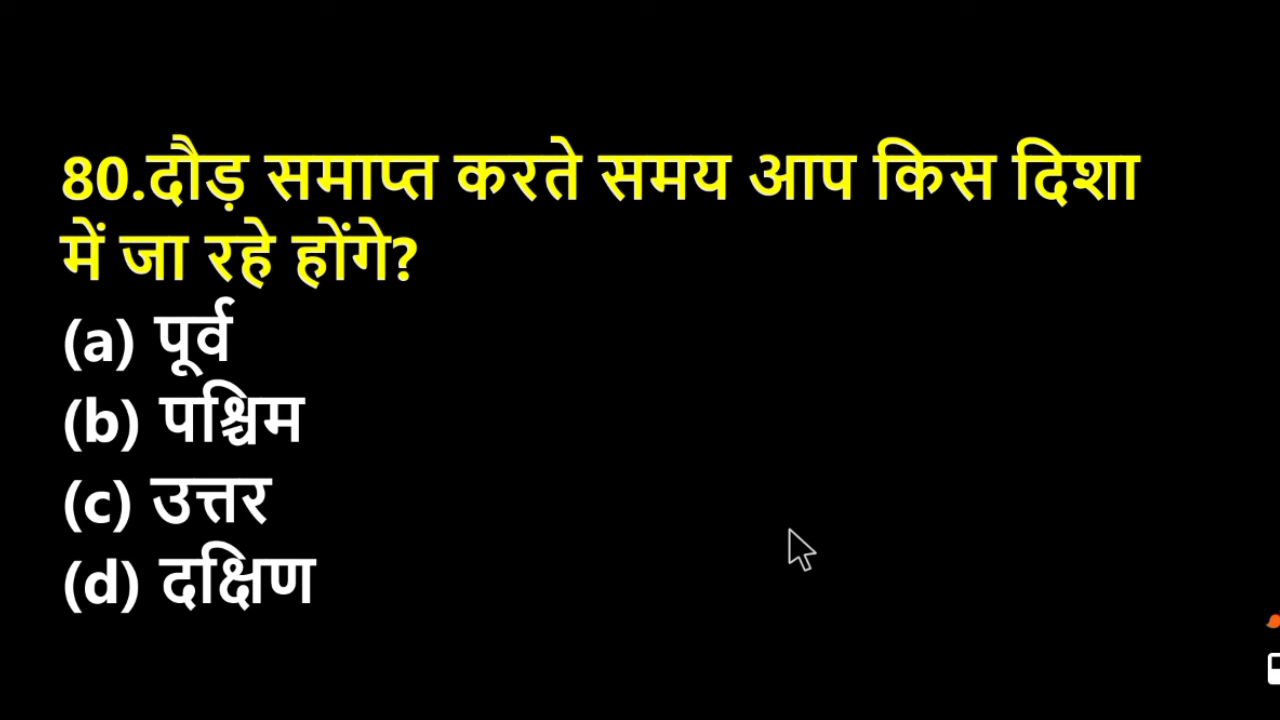 80.दौड़ समाप्त करते समय आप किस दिशा
में जा रहे होंगे?
(a) पूर्व
(b) पश्चिम
(c) उत्तर
(d) दक्षिण